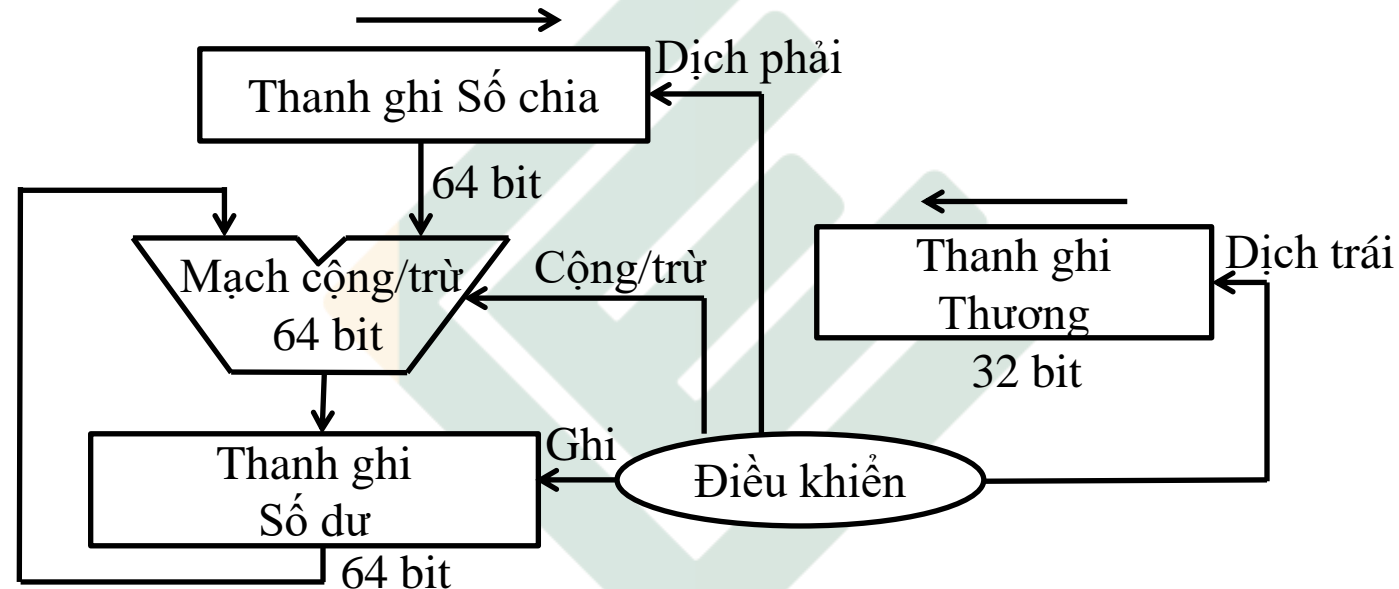 Dịch phải
Thanh ghi Số chia
64 bit
Mạch cộng/trừ
64 bit
Cộng/trừ
Thanh ghi
Thương
Dịch trái
32 bit
Thanh ghi
Số dư
Ghi
Điều khiển
64 bit